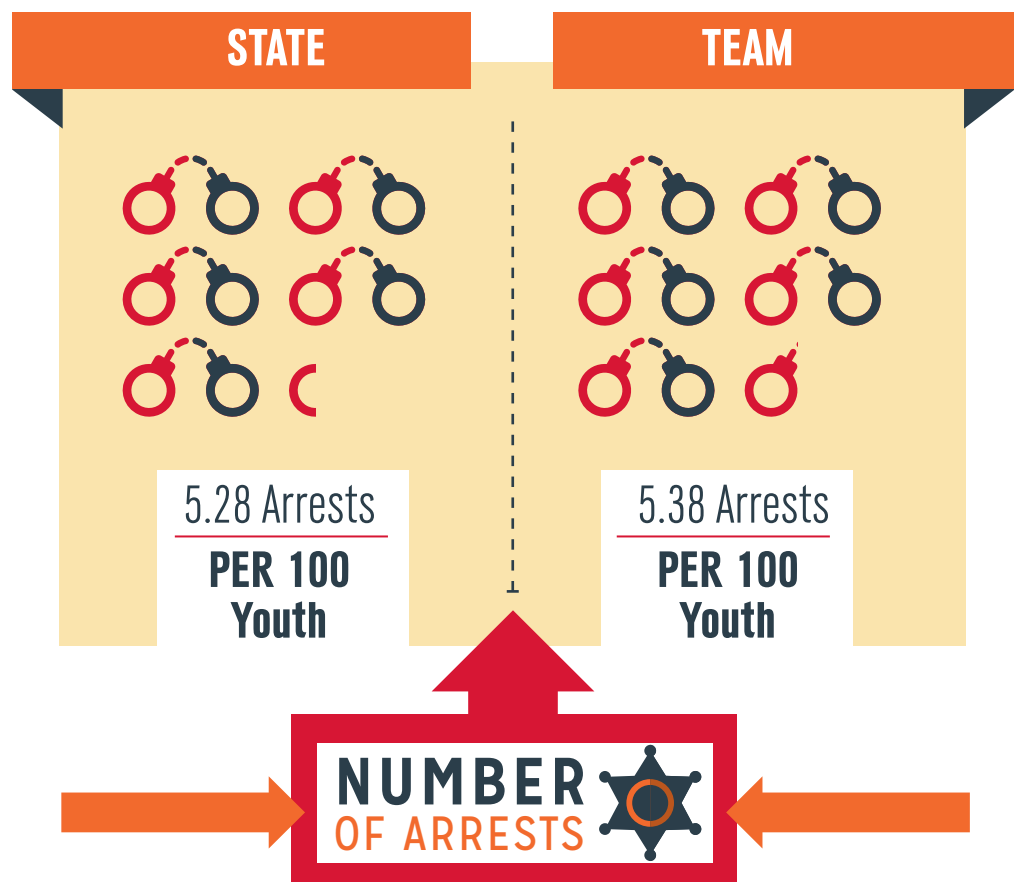 STATE
TEAM
5.28 Arrests
PER 100
Youth
5.38 Arrests
PER 100
Youth
NUMBER
OF ARRESTS